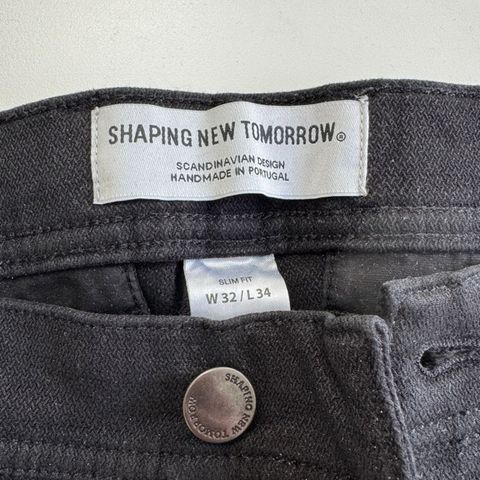 SHAPING NEW TOMORROW®
SCANDINAVIAN DESIGN
HANDMADE IN PORTUGAL
SLIM FIT
W 32 / L 34
SHAPING NEW TOMORROW